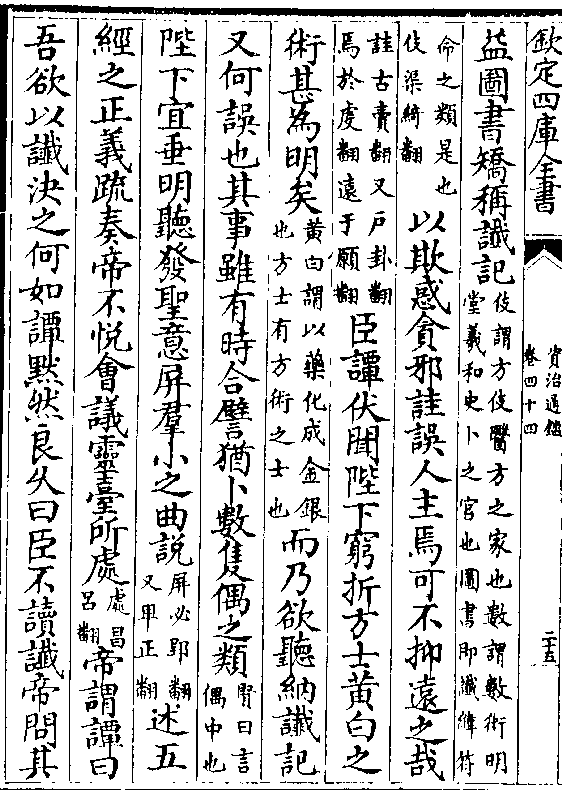 欽定四庫全書
資治通鑑
卷四十四
二十五
益圖書矯稱讖記
伎謂方伎醫方之家也數謂數術明
堂羲和史卜之官也圖書即讖緯符
命之類是也
伎渠綺翻
以欺惑貪邪詿誤人主焉可不抑遠之哉
詿古賣翻又戶卦翻
焉於虔翻遠于願翻
臣譚伏聞陛下窮折方士黄白之
術甚為明矣
黄白謂以藥化成金銀
也方士有方術之士也
而乃欲聽納讖記
又何誤也其事雖有時合譬猶卜數隻偶之類
賢曰言
偶中也
陛下宜垂明聽發聖意屏羣小之曲說
屏必郢翻
又卑正翻
述五
經之正義疏奏帝不悦會議靈臺所處
處昌
呂翻
帝謂譚曰
吾欲以讖決之何如譚默然良久曰臣不讀讖帝問其